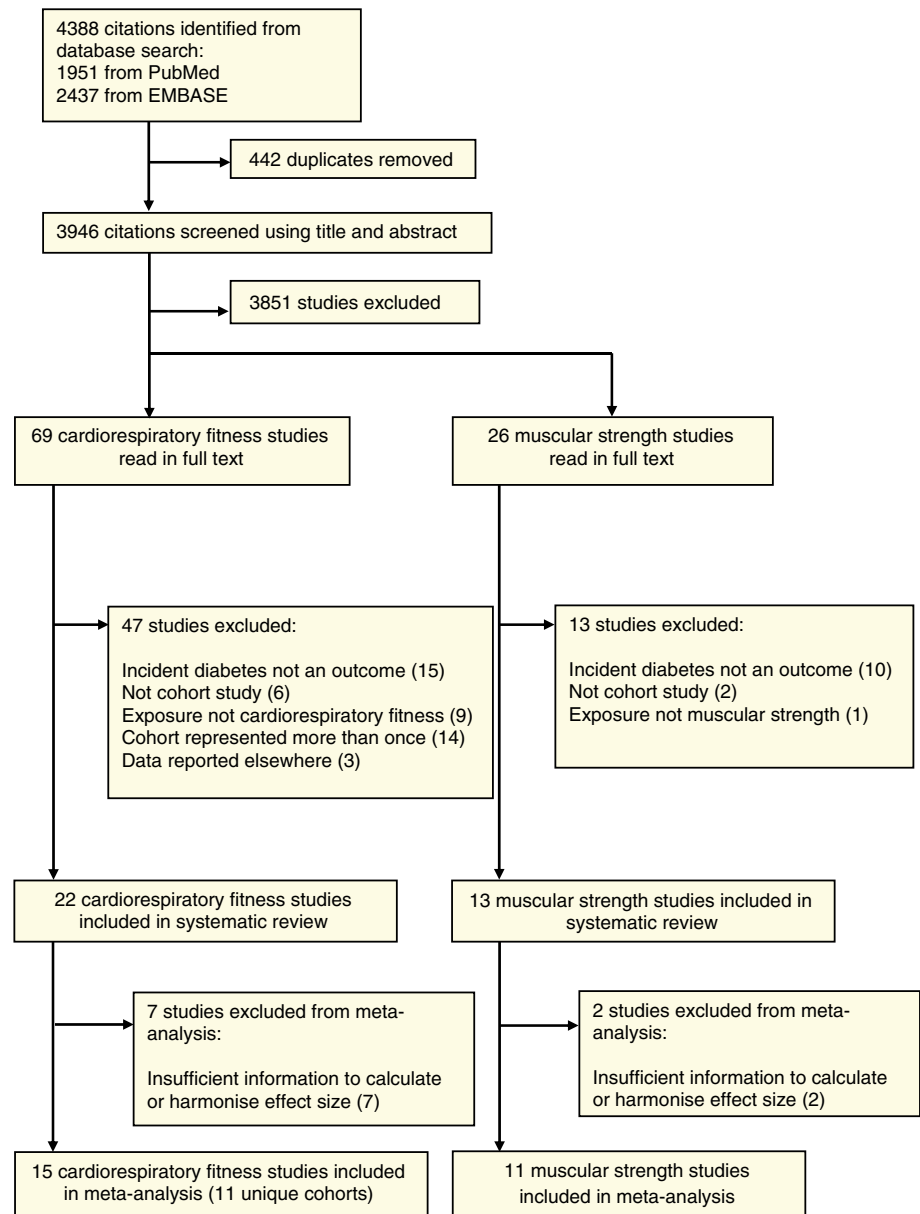 4388 citations identified from
database search:
1951 from PubMed
2437 from EMBASE
442 duplicates removed
3946 citations screened using title and abstract
3851 studies excluded
69 cardiorespiratory fitness studies
read in full text
26 muscular strength studies
read in full text
47 studies excluded:
Incident diabetes not an outcome (15)
Not cohort study (6)
Exposure not cardiorespiratory fitness (9)
Cohort represented more than once (14)
Data reported elsewhere (3)
13 studies excluded:
Incident diabetes not an outcome (10)
Not cohort study (2)
Exposure not muscular strength (1)
22 cardiorespiratory fitness studies
included in systematic review
13 muscular strength studies included in
systematic review
7 studies excluded from meta-
analysis:
Insufficient information to calculate
or harmonise effect size (7)
2 studies excluded from meta-
analysis:
Insufficient information to calculate
or harmonise effect size (2)
15 cardiorespiratory fitness studies included
in meta-analysis (11 unique cohorts)
11 muscular strength studies
included in meta-analysis